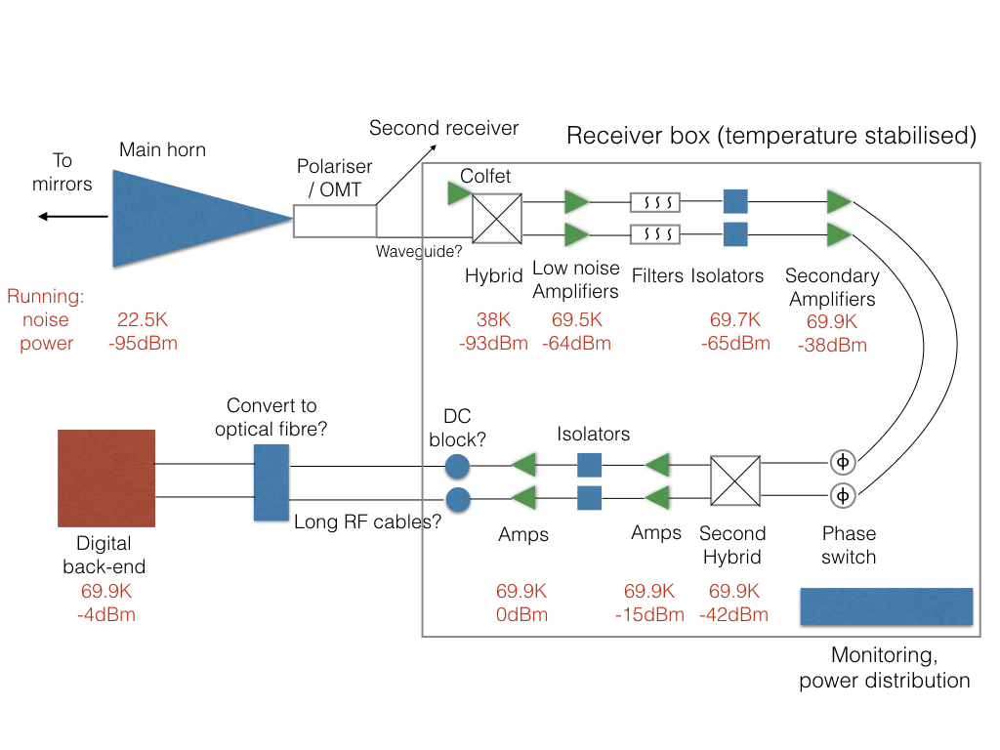 Second receiver
Receiver box (temperature stabilised)
To
mirrors
Main horn
Polariser
/ OMT
Colfet
Waveguide?
Hybrid
Low noise
Amplifiers
Filters
Isolators
Secondary
Amplifiers
Running:
noise
power
22.5K
-95dBm
38K
-93dBm
69.5K
-64dBm
69.7K
-65dBm
69.9K
-38dBm
Convert to
optical fibre?
DC
block?
Isolators
ϕ
ϕ
Long RF cables?
Digital
back-end
69.9K
-4dBm
Amps
69.9K
0dBm
Amps
69.9K
-15dBm
Second
Hybrid
69.9K
-42dBm
Phase
switch
Monitoring,
power distribution